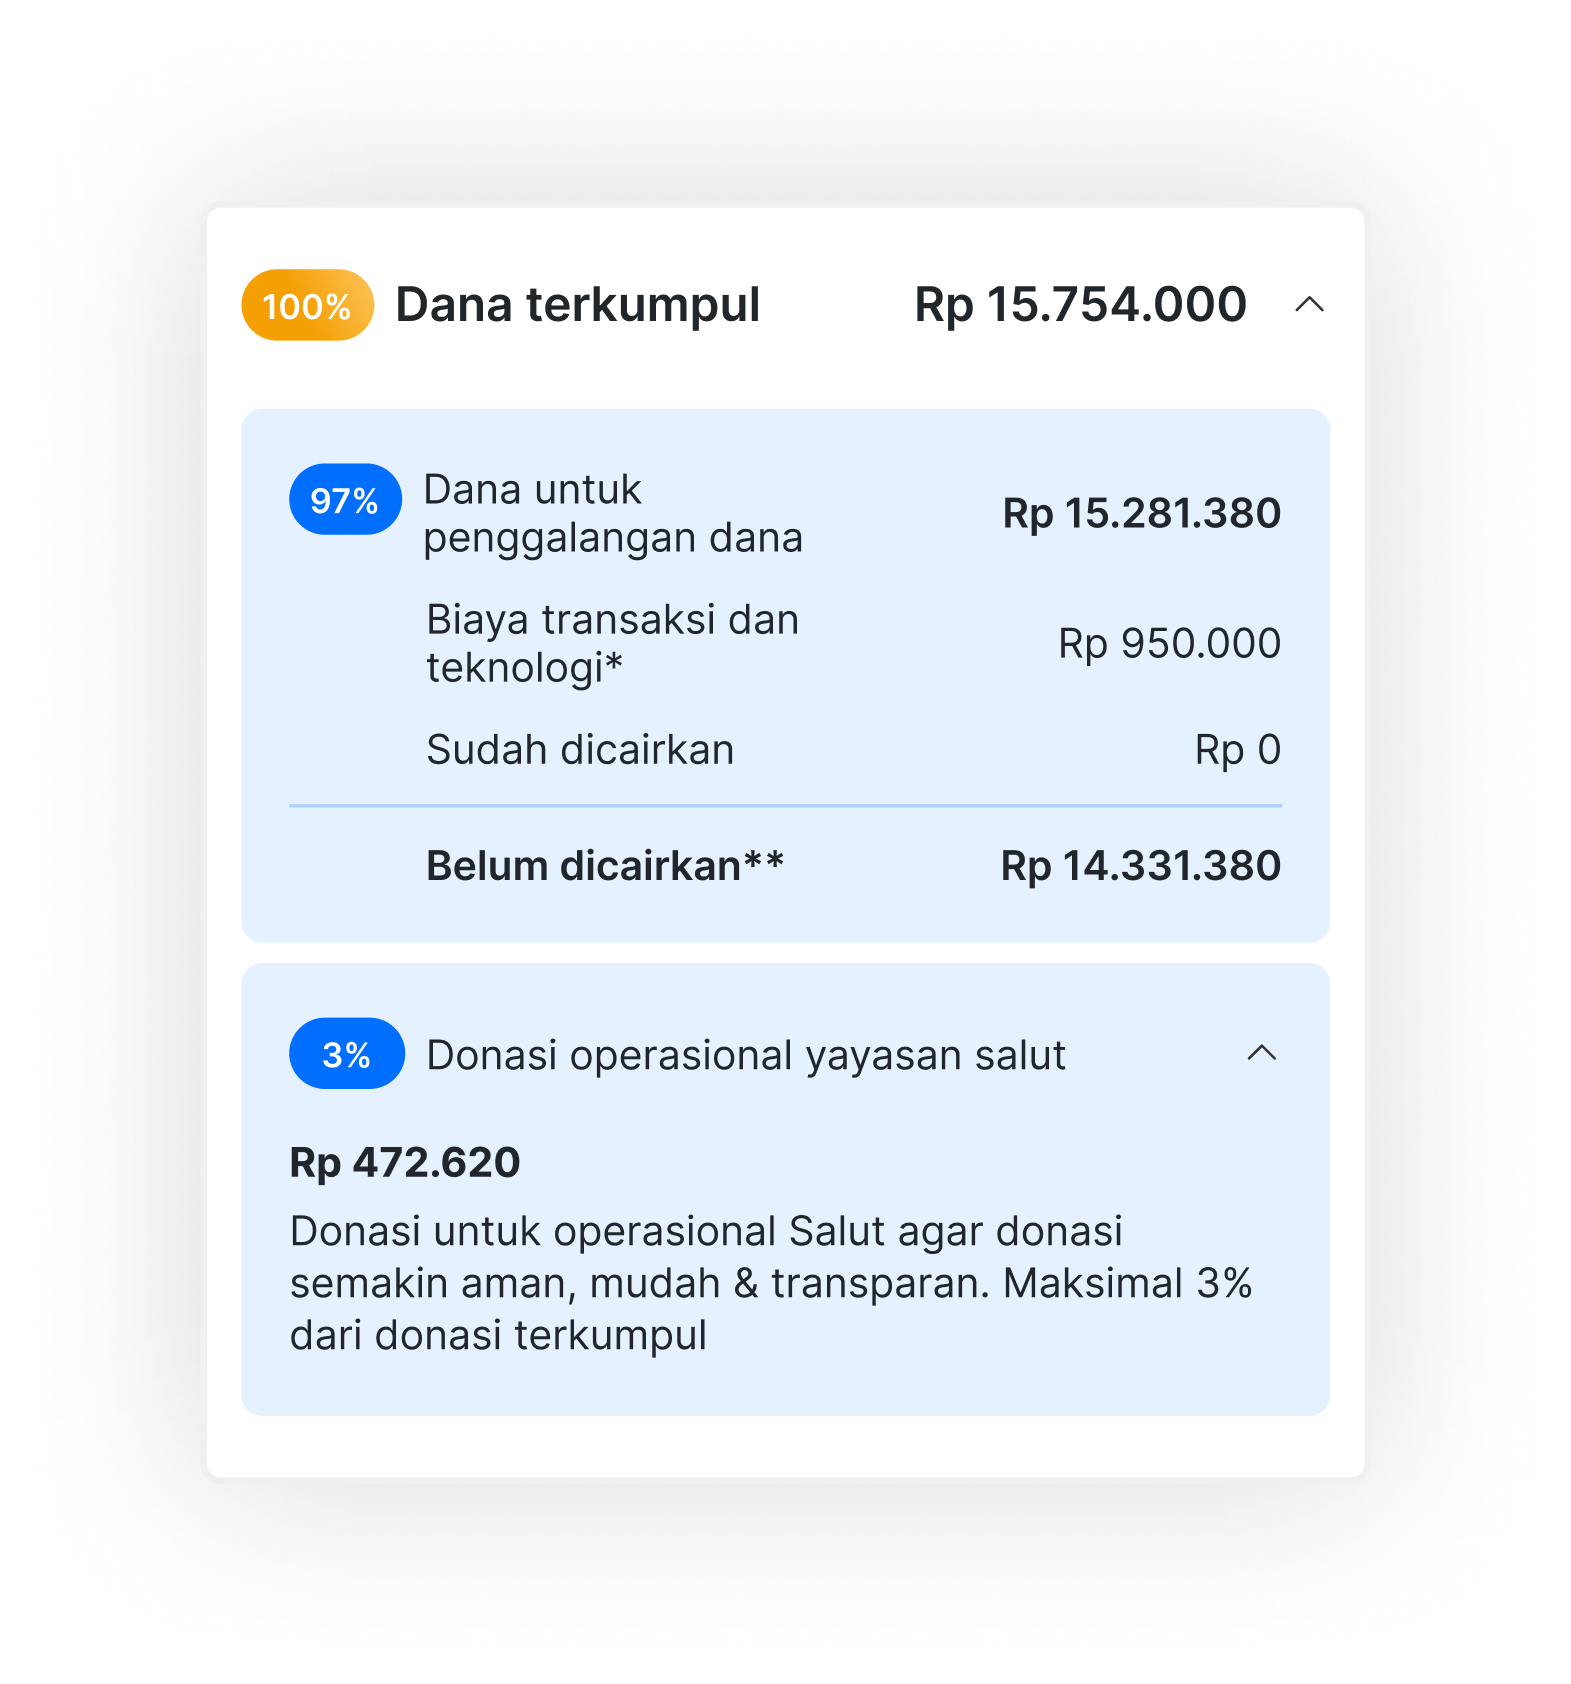 100% Dana terkumpul Rp 15.754.000
97% Dana untuk
penggalangan dana
Rp 15.281.380
Biaya transaksi dan
teknologi*
Rp 950.000
Sudah dicairkan Rp 0
Belum dicairkan** Rp 14.331.380
3% Donasi operasional yayasan salut
Rp 472.620
Donasi untuk operasional Salut agar donasi
semakin aman, mudah & transparan. Maksimal 3%
dari donasi terkumpul